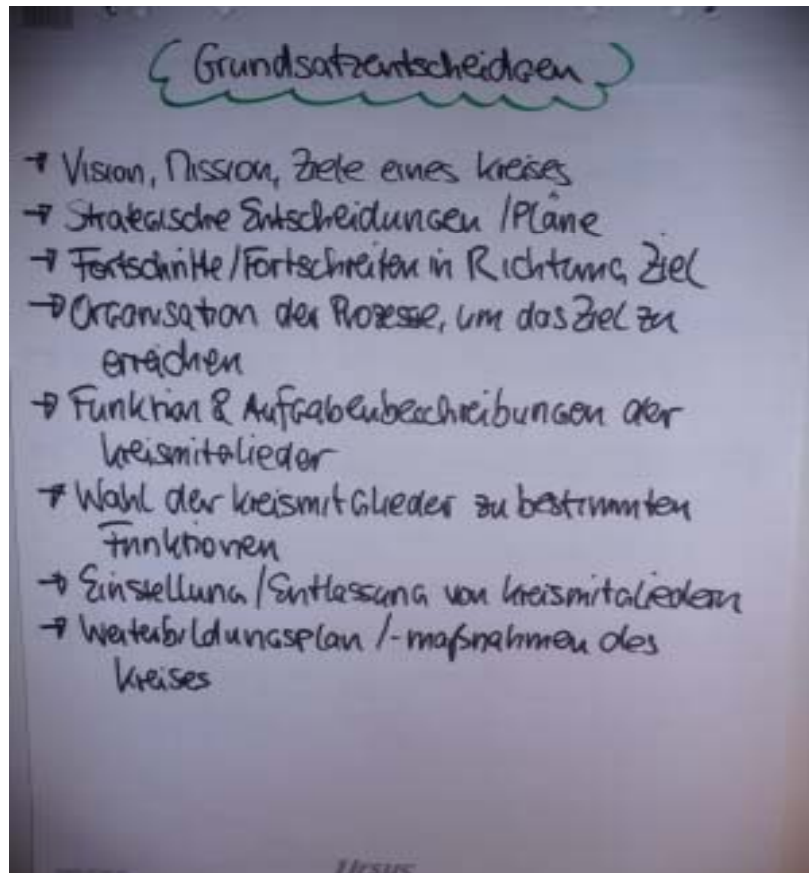 Grundsatzentscheidgen
→ Vision, Mission, Ziele eines Kreises
→ Strategische Entscheidungen / Pläne
→ Fortschritte / Fortschreiten in Richtung Ziel
→ Organisation der Prozesse, um das Ziel zu
erreichen
→ Funktion & Aufgabenbeschreibungen der
Kreismitglieder
→ Wahl der Kreismitglieder zu bestimmten
Funktionen
→ Einstellung / Entlassung von Kreismitgliedern
→ Weiterbildungsplan / -maßnahmen des
Kreises
Ursus